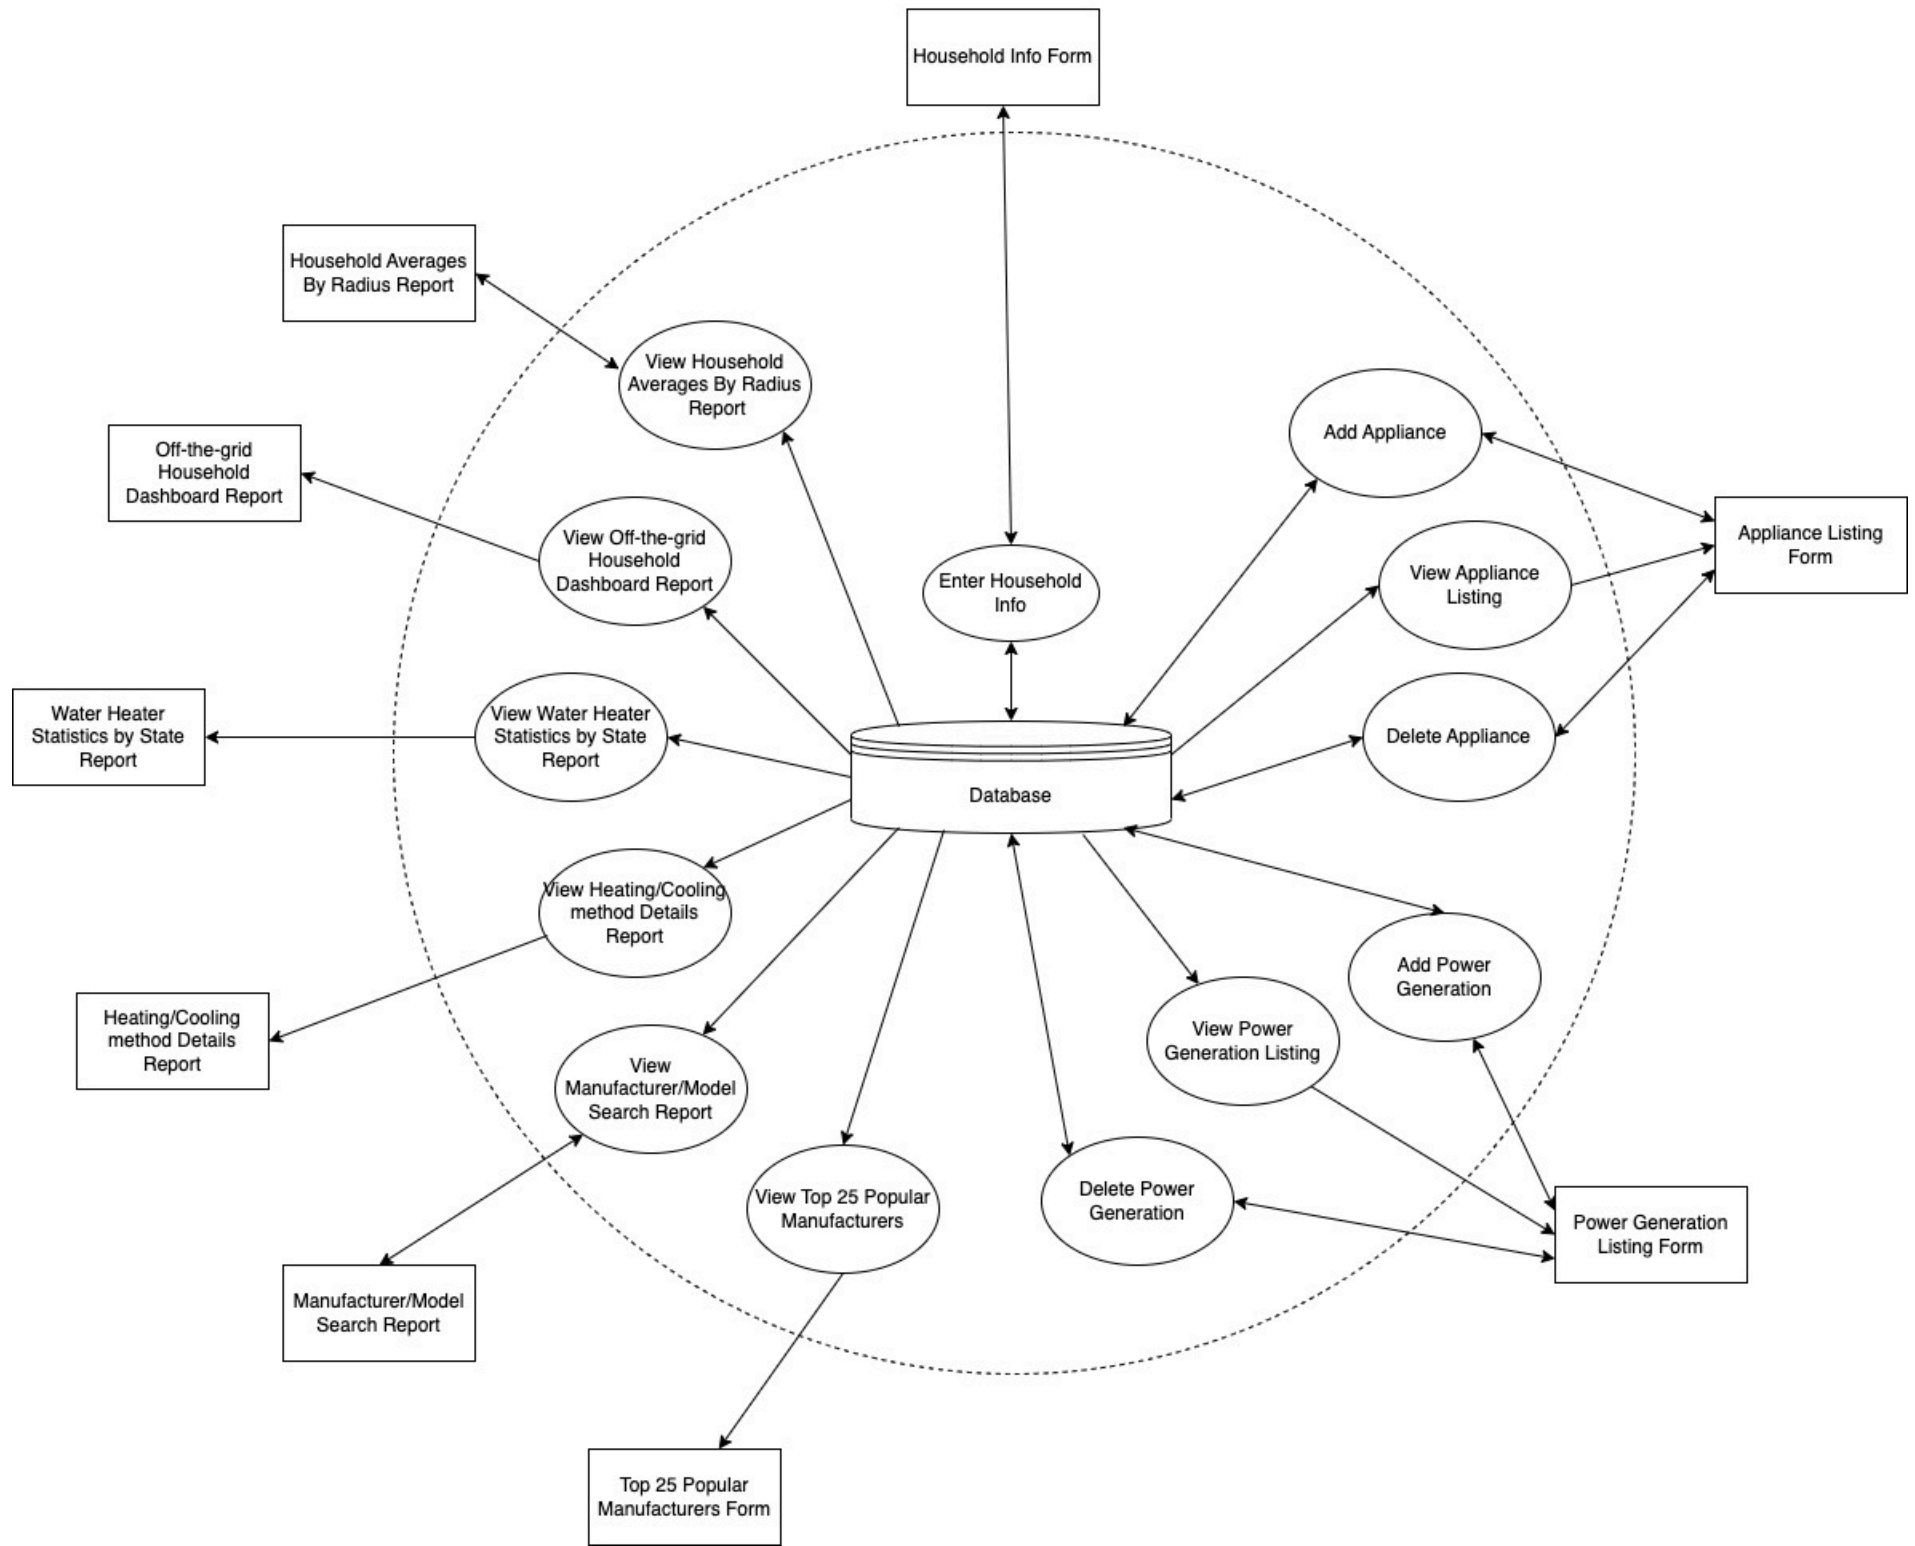 Household Info Form
Household Averages
By Radius Report
View Household
Averages By Radius
Report
Add Appliance
Off-the-grid
Household
Dashboard Report
View Off-the-grid
Household
Dashboard Report
Enter Household
Info
View Appliance
Listing
Appliance Listing
Form
Water Heater
Statistics by State
Report
View Water Heater
Statistics by State
Report
Database
Delete Appliance
View Heating/Cooling
method Details
Report
Add Power
Generation
Heating/Cooling
method Details
Report
View
Manufacturer/Model
Search Report
View Power
Generation Listing
View Top 25 Popular
Manufacturers
Delete Power
Generation
Power Generation
Listing Form
Manufacturer/Model
Search Report
Top 25 Popular
Manufacturers Form